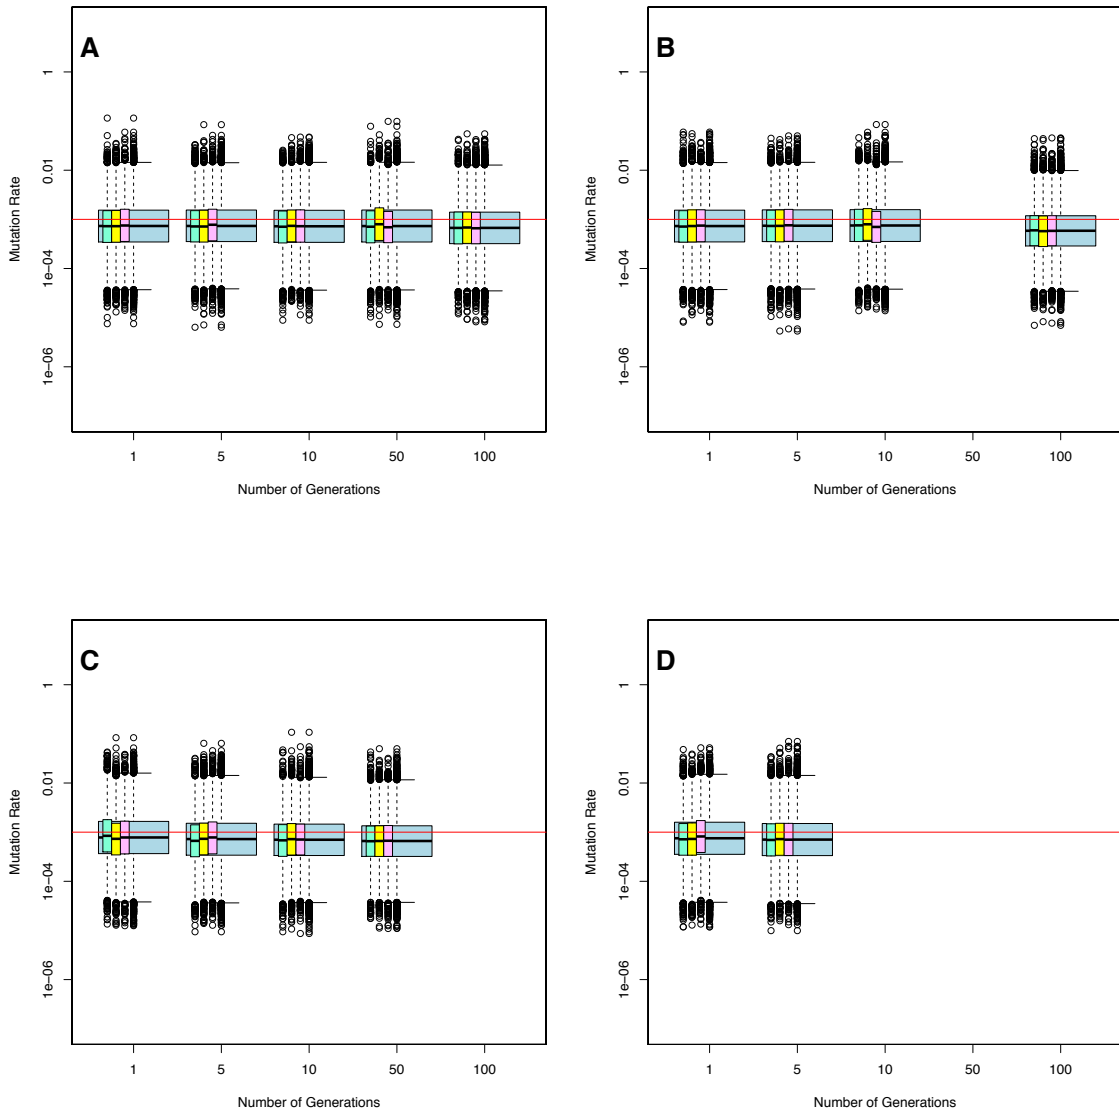 A
Mutation Rate
1
0.01
1e-04
1e-06
1 5 10 50 100
Number of Generations
B
Mutation Rate
1
0.01
1e-04
1e-06
1 5 10 50 100
Number of Generations
C
Mutation Rate
1
0.01
1e-04
1e-06
1 5 10 50 100
Number of Generations
D
Mutation Rate
1
0.01
1e-04
1e-06
1 5 10 50 100
Number of Generations